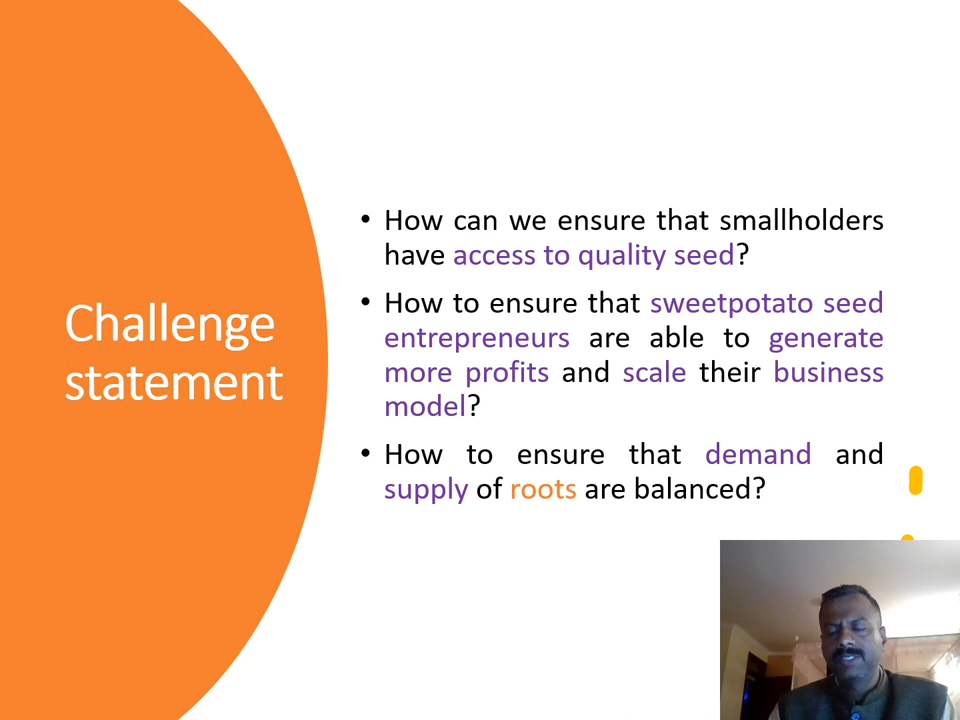 Challenge
statement
• How can we ensure that smallholders
have access to quality seed?
• How to ensure that sweetpotato seed
entrepreneurs are able to generate
more profits and scale their business
model?
• How to ensure that demand and
supply of roots are balanced?